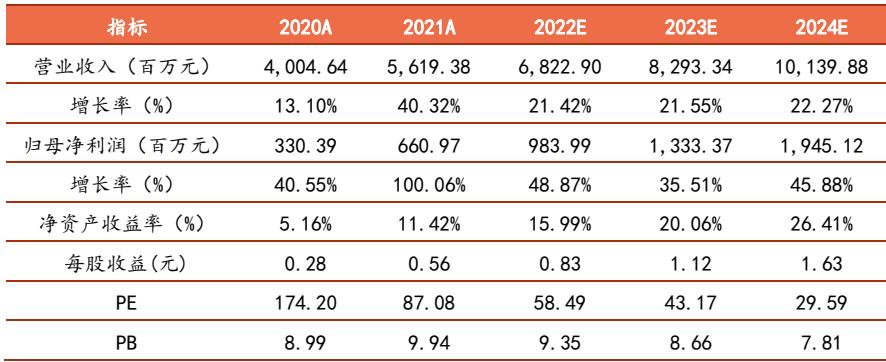 指标 2020A 2021A 2022E 2023E 2024E
营业收入（百万元） 4,004.64 5,619.38 6,822.90 8,293.34 10,139.88
增长率（%） 13.10% 40.32% 21.42% 21.55% 22.27%
归母净利润（百万元） 330.39 660.97 983.99 1,333.37 1,945.12
增长率（%） 40.55% 100.06% 48.87% 35.51% 45.88%
净资产收益率（%） 5.16% 11.42% 15.99% 20.06% 26.41%
每股收益(元) 0.28 0.56 0.83 1.12 1.63
PE 174.20 87.08 58.49 43.17 29.59
PB 8.99 9.94 9.35 8.66 7.81